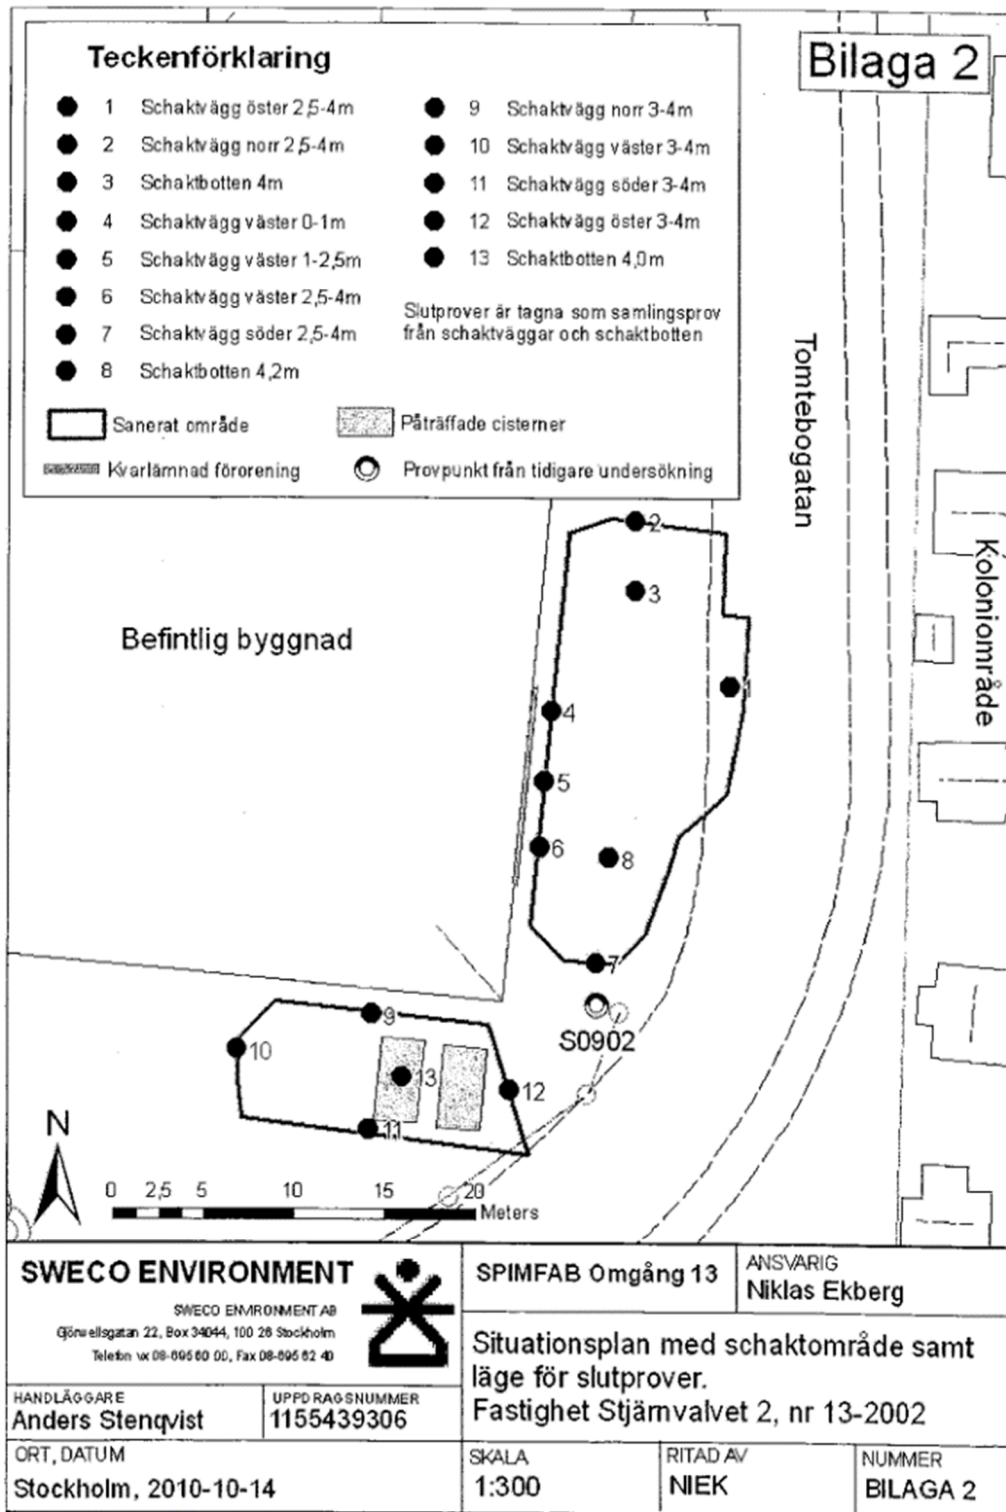 Bilaga 2
Teckenförklaring
1 Schaktvägg öster 2,5-4m
2 Schaktvägg norr 2,5-4m
3 Schaktbotten 4m
4 Schaktvägg väster 0-1m
5 Schaktvägg väster 1-2,5m
6 Schaktvägg väster 2,5-4m
7 Schaktvägg söder 2,5-4m
8 Schaktbotten 4,2m
9 Schaktvägg norr 3-4m
10 Schaktvägg väster 3-4m
11 Schaktvägg söder 3-4m
12 Schaktvägg öster 3-4m
13 Schaktbotten 4,0m
Slutprover är tagna som samlingsprov
från schaktväggar och schaktbotten
Sanerat område
Påträffade cisterner
Kvarlämnad förorening
Provpunkt från tidigare undersökning
Tomtebogatan
Koloniområde
Befintlig byggnad
2
3
1
4
5
6
8
7
S0902
9
10
13
12
11
N
0 2,5 5 10 15 20
Meters
SWECO ENVIRONMENT
SWECO ENVIRONMENT AB
Gjörwellsgatan 22, Box 34044, 100 26 Stockholm
Telefon vx 08-695 60 00, Fax 08-695 62 40
SPIMFAB Omgång 13
ANSVARIG
Niklas Ekberg
Situationsplan med schaktområde samt
läge för slutprover.
Fastighet Stjärnvalvet 2, nr 13-2002
HANDLÄGGARE
Anders Stenqvist
UPPDRAGSNUMMER
1155439306
ORT, DATUM
Stockholm, 2010-10-14
SKALA
1:300
RITAD AV
NIEK
NUMMER
BILAGA 2